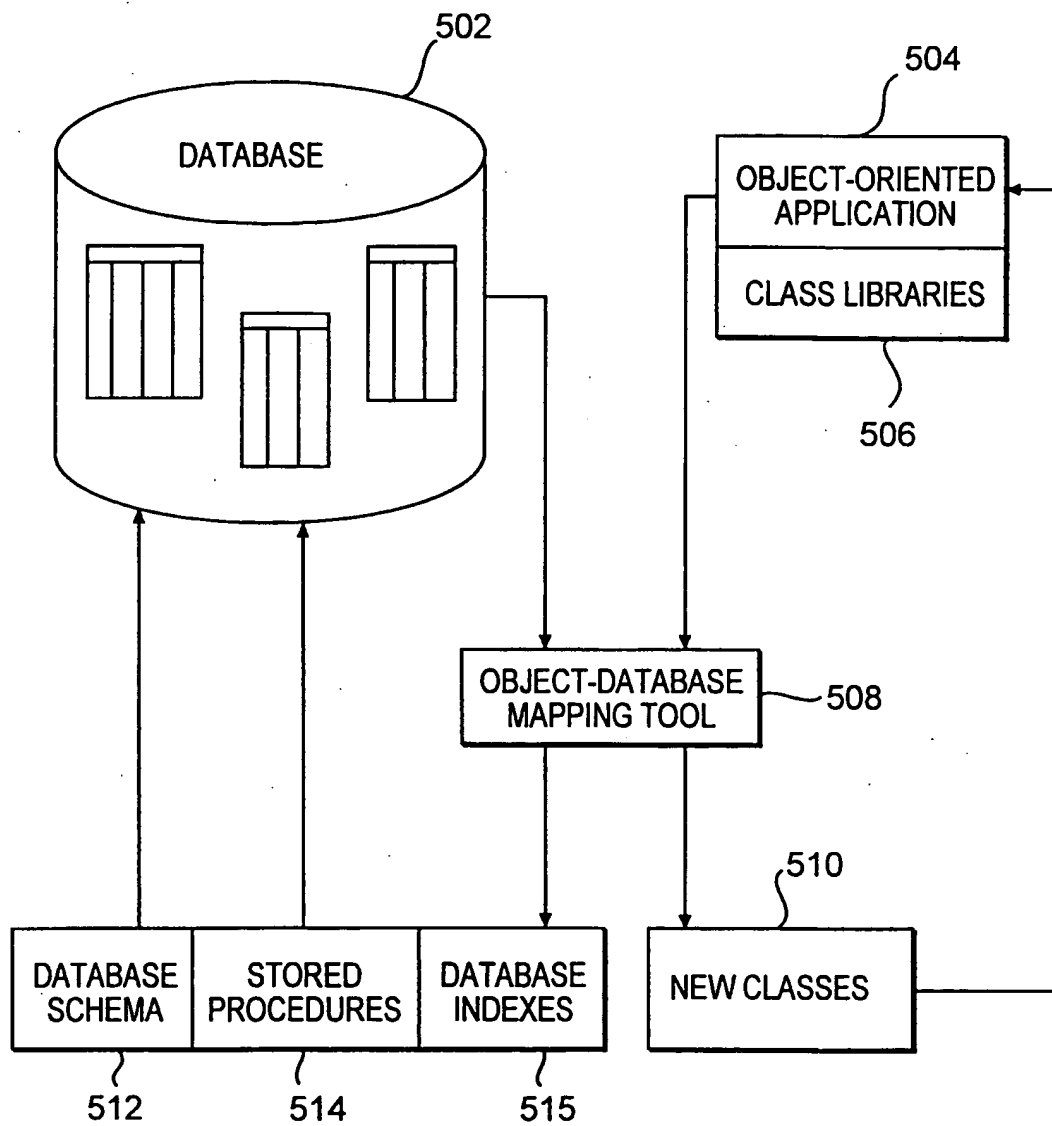 502
504
DATABASE
OBJECT-ORIENTED
APPLICATION
CLASS LIBRARIES
506
OBJECT-DATABASE
MAPPING TOOL
508
510
DATABASE
SCHEMA
STORED
PROCEDURES
DATABASE
INDEXES
NEW CLASSES
512
514
515